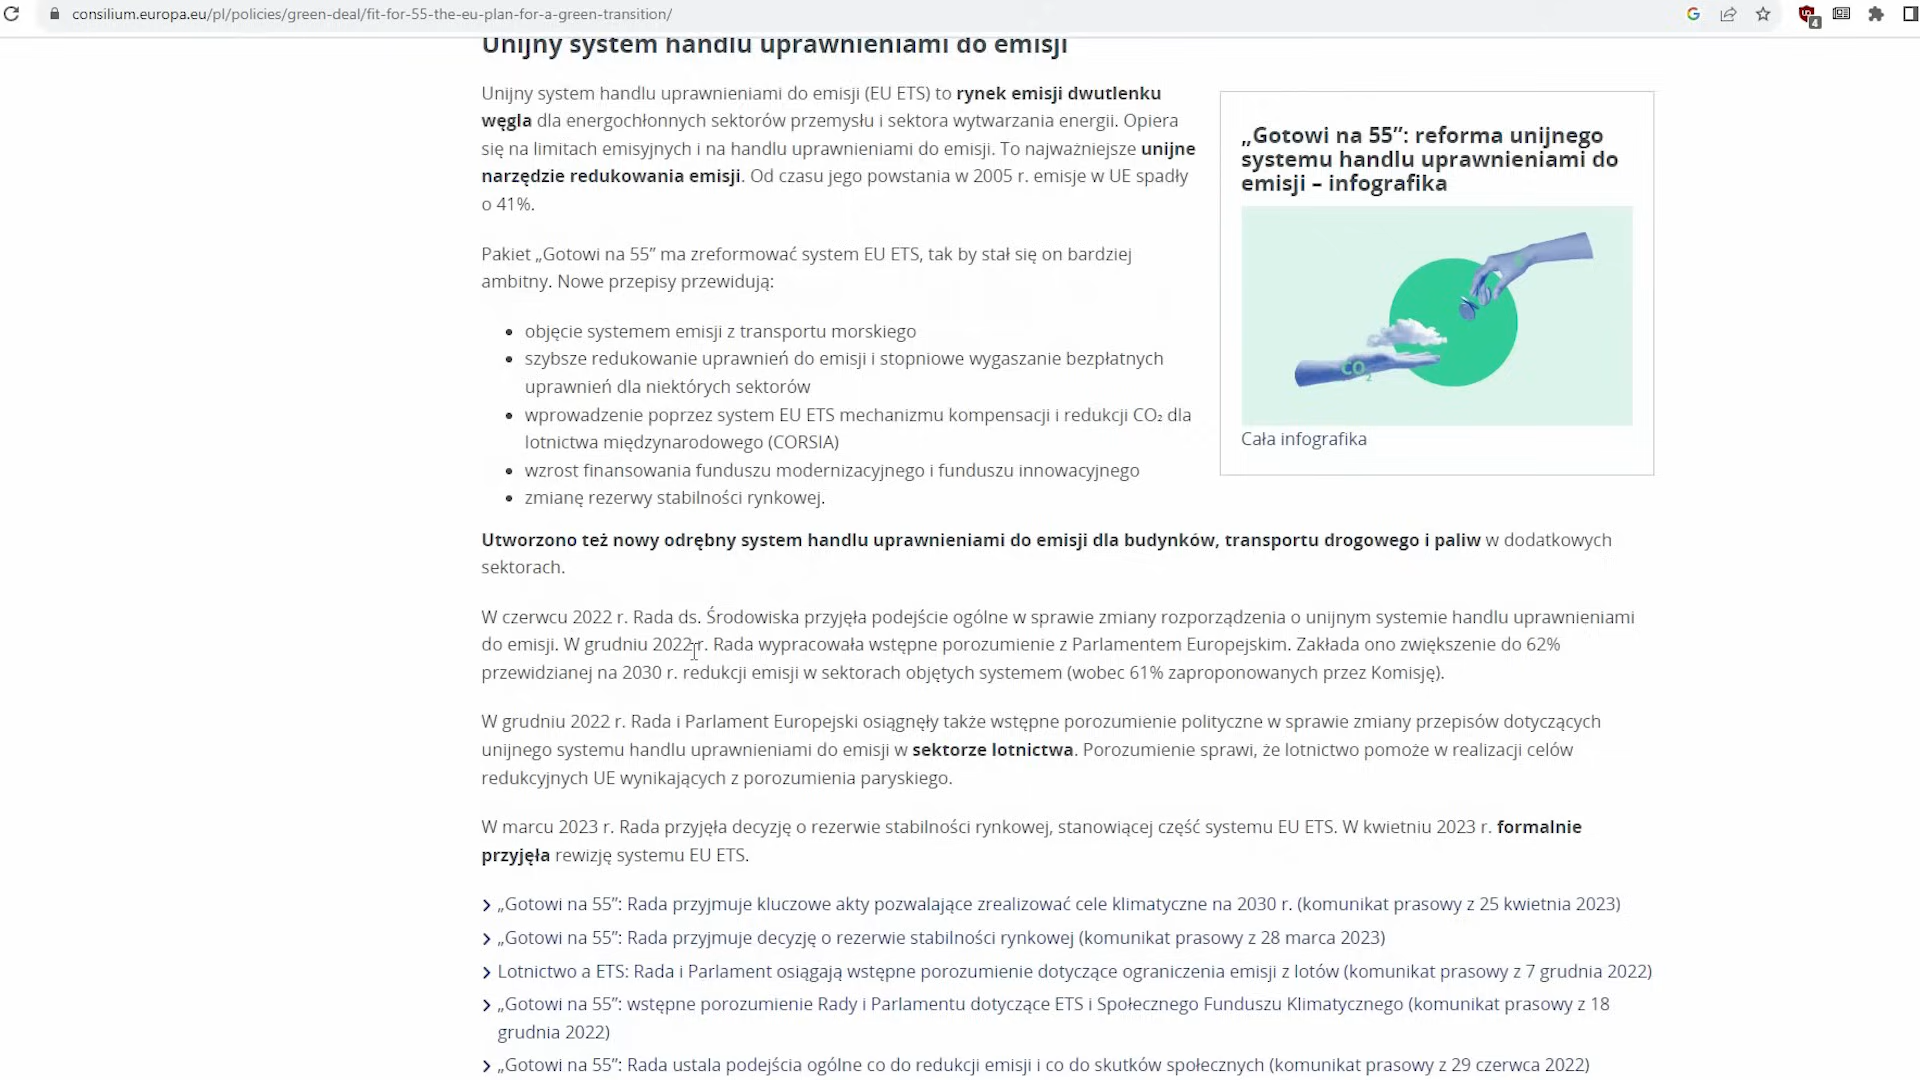 consilium.europa.eu/pl/policies/green-deal/fit-for-55-the-eu-plan-for-a-green-transition/
4
Unijny system handlu uprawnieniami do emisji
Unijny system handlu uprawnieniami do emisji (EU ETS) to rynek emisji dwutlenku
węgla dla energochłonnych sektorów przemysłu i sektora wytwarzania energii. Opiera
się na limitach emisyjnych i na handlu uprawnieniami do emisji. To najważniejsze unijne
narzędzie redukowania emisji. Od czasu jego powstania w 2005 r. emisje w UE spadły
o 41%.
Pakiet „Gotowi na 55” ma zreformować system EU ETS, tak by stał się on bardziej
ambitny. Nowe przepisy przewidują:
• objęcie systemem emisji z transportu morskiego
• szybsze redukowanie uprawnień do emisji i stopniowe wygaszanie bezpłatnych
uprawnień dla niektórych sektorów
• wprowadzenie poprzez system EU ETS mechanizmu kompensacji i redukcji CO₂ dla
lotnictwa międzynarodowego (CORSIA)
• wzrost finansowania funduszu modernizacyjnego i funduszu innowacyjnego
• zmianę rezerwy stabilności rynkowej.
„Gotowi na 55”: reforma unijnego
systemu handlu uprawnieniami do
emisji – infografika
CO₂
Cała infografika
Utworzono też nowy odrębny system handlu uprawnieniami do emisji dla budynków, transportu drogowego i paliw w dodatkowych
sektorach.
W czerwcu 2022 r. Rada ds. Środowiska przyjęła podejście ogólne w sprawie zmiany rozporządzenia o unijnym systemie handlu uprawnieniami
do emisji. W grudniu 2022 r. Rada wypracowała wstępne porozumienie z Parlamentem Europejskim. Zakłada ono zwiększenie do 62%
przewidzianej na 2030 r. redukcji emisji w sektorach objętych systemem (wobec 61% zaproponowanych przez Komisję).
W grudniu 2022 r. Rada i Parlament Europejski osiągnęły także wstępne porozumienie polityczne w sprawie zmiany przepisów dotyczących
unijnego systemu handlu uprawnieniami do emisji w sektorze lotnictwa. Porozumienie sprawi, że lotnictwo pomoże w realizacji celów
redukcyjnych UE wynikających z porozumienia paryskiego.
W marcu 2023 r. Rada przyjęła decyzję o rezerwie stabilności rynkowej, stanowiącej część systemu EU ETS. W kwietniu 2023 r. formalnie
przyjęła rewizję systemu EU ETS.
„Gotowi na 55”: Rada przyjmuje kluczowe akty pozwalające zrealizować cele klimatyczne na 2030 r. (komunikat prasowy z 25 kwietnia 2023)
„Gotowi na 55”: Rada przyjmuje decyzję o rezerwie stabilności rynkowej (komunikat prasowy z 28 marca 2023)
Lotnictwo a ETS: Rada i Parlament osiągają wstępne porozumienie dotyczące ograniczenia emisji z lotów (komunikat prasowy z 7 grudnia 2022)
„Gotowi na 55”: wstępne porozumienie Rady i Parlamentu dotyczące ETS i Społecznego Funduszu Klimatycznego (komunikat prasowy z 18
grudnia 2022)
„Gotowi na 55”: Rada ustala podejścia ogólne co do redukcji emisji i co do skutków społecznych (komunikat prasowy z 29 czerwca 2022)